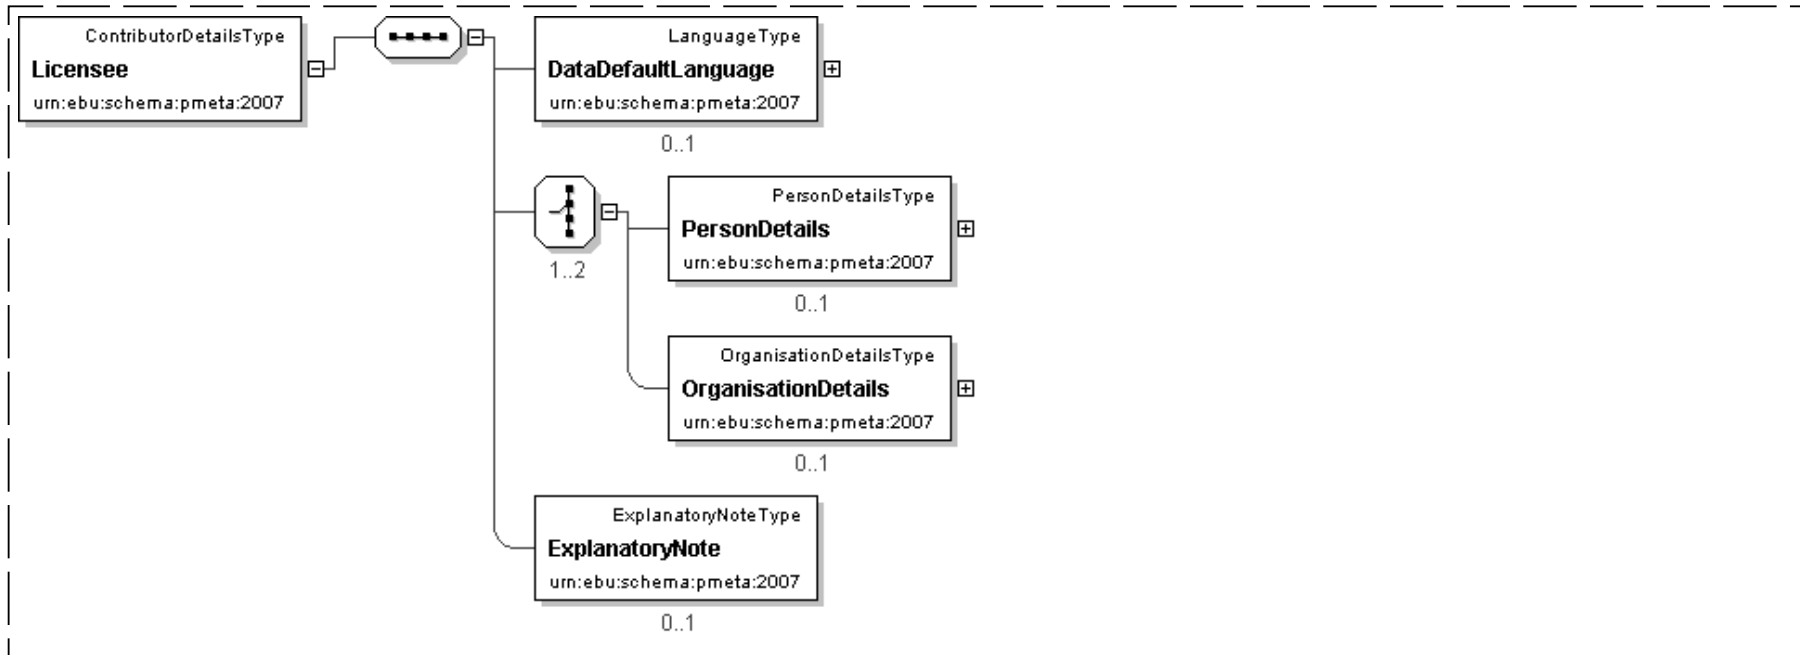 ContributorDetailsType
Licensee
urn:ebu:schema:pmeta:2007
LanguageType
DataDefaultLanguage
urn:ebu:schema:pmeta:2007
0..1
PersonDetailsType
PersonDetails
urn:ebu:schema:pmeta:2007
1..2
0..1
OrganisationDetailsType
OrganisationDetails
urn:ebu:schema:pmeta:2007
0..1
ExplanatoryNoteType
ExplanatoryNote
urn:ebu:schema:pmeta:2007
0..1